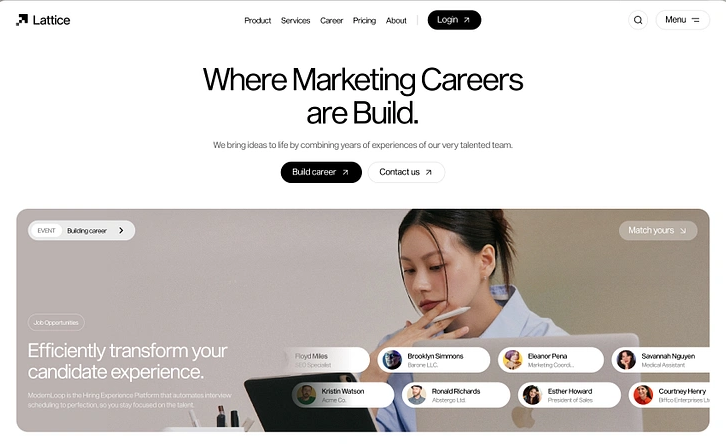 Lattice
Product Services Career Pricing About Login Menu
Where Marketing Careers
are Build.
We bring ideas to life by combining years of experiences of our very talented team.
Build career Contact us
EVENT Building career Match yours
Job Opportunities
Efficiently transform your
candidate experience.
ModernLoop is the Hiring Experience Platform that automates interview
scheduling to perfection, so you stay focused on the talent.
Floyd Miles Brooklyn Simmons Eleanor Pena Savannah Nguyen
SEO Specialist Barone LLC. Marketing Coordi... Medical Assistant
Kristin Watson Ronald Richards Esther Howard Courtney Henry
Acme Co. Abstergo Ltd. President of Sales Biffco Enterprises Lt